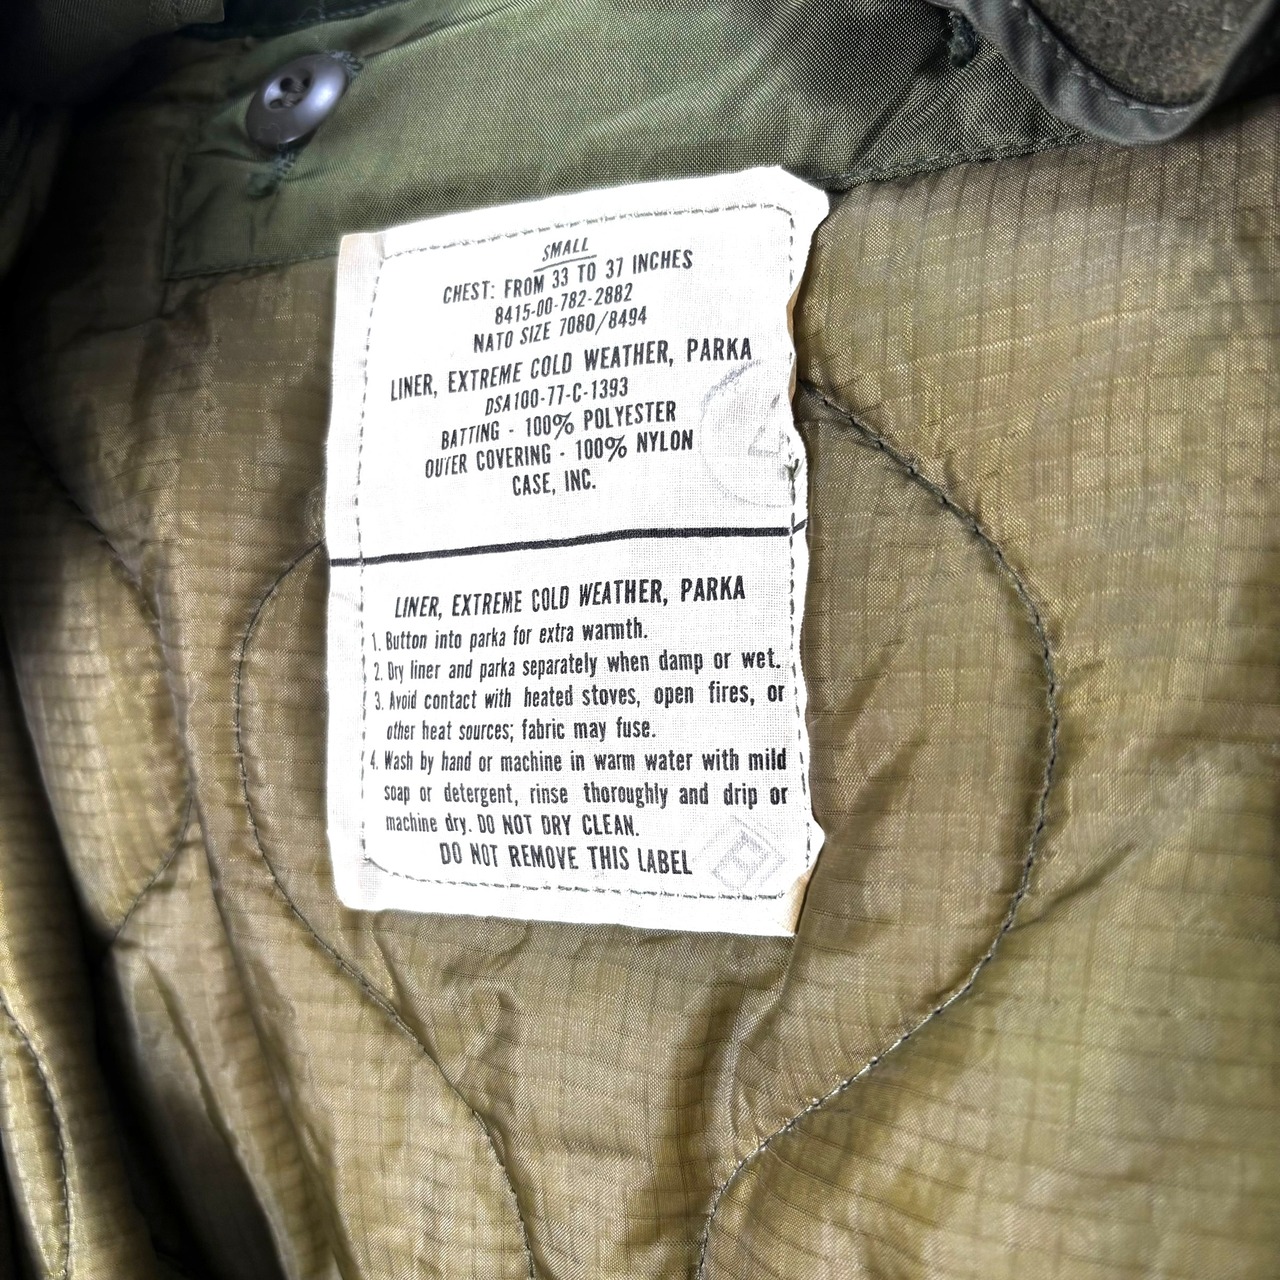 SMALL
CHEST: FROM 33 TO 37 INCHES
8415-00-782-2882
NATO SIZE 7080/8494
LINER, EXTREME COLD WEATHER, PARKA
DSA100-77-C-1393
BATTING - 100% POLYESTER
OUTER COVERING - 100% NYLON
CASE, INC.
LINER, EXTREME COLD WEATHER, PARKA
1. Button into parka for extra warmth.
2. Dry liner and parka separately when damp or wet.
3. Avoid contact with heated stoves, open fires, or
other heat sources; fabric may fuse.
4. Wash by hand or machine in warm water with mild
soap or detergent, rinse thoroughly and drip or
machine dry. DO NOT DRY CLEAN.
DO NOT REMOVE THIS LABEL